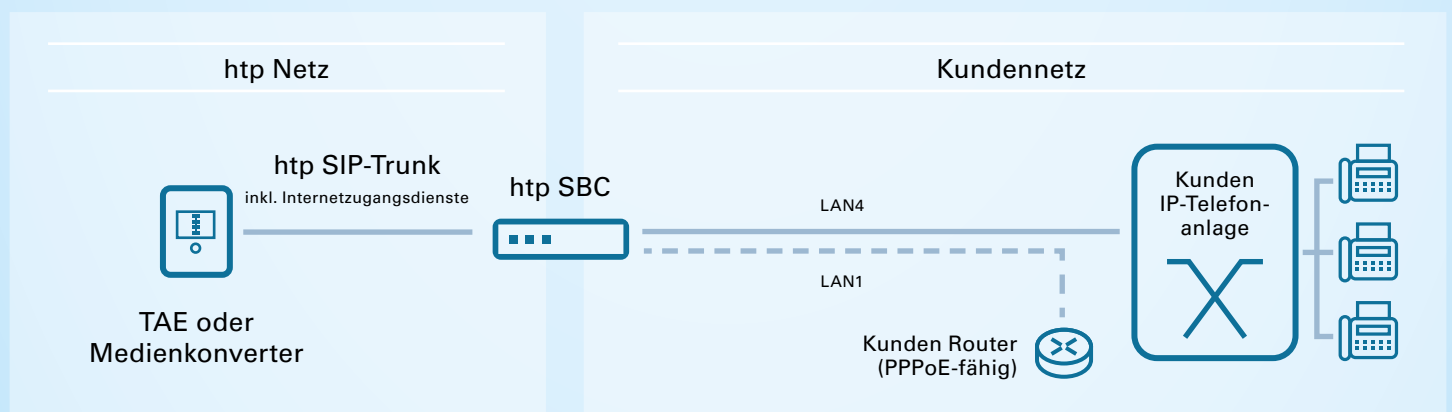 htp Netz
Kundennetz
htp SIP-Trunk
inkl. Internetzugangsdienste
htp SBC
LAN4
LAN1
Kunden
IP-Telefon-
anlage
TAE oder
Medienkonverter
Kunden Router
(PPPoE-fähig)